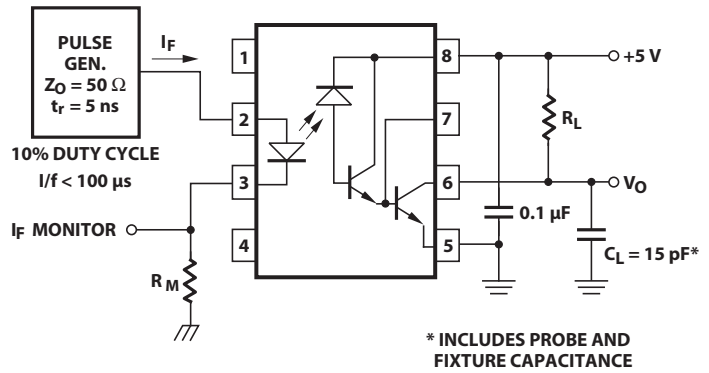 PULSE
GEN.
Z_O = 50 Ω
t_r = 5 ns
I_F
10% DUTY CYCLE
I/f < 100 µs
I_F MONITOR
R_M
1
2
3
4
8
7
6
5
+5 V
R_L
V_O
0.1 µF
C_L = 15 pF*
* INCLUDES PROBE AND
FIXTURE CAPACITANCE